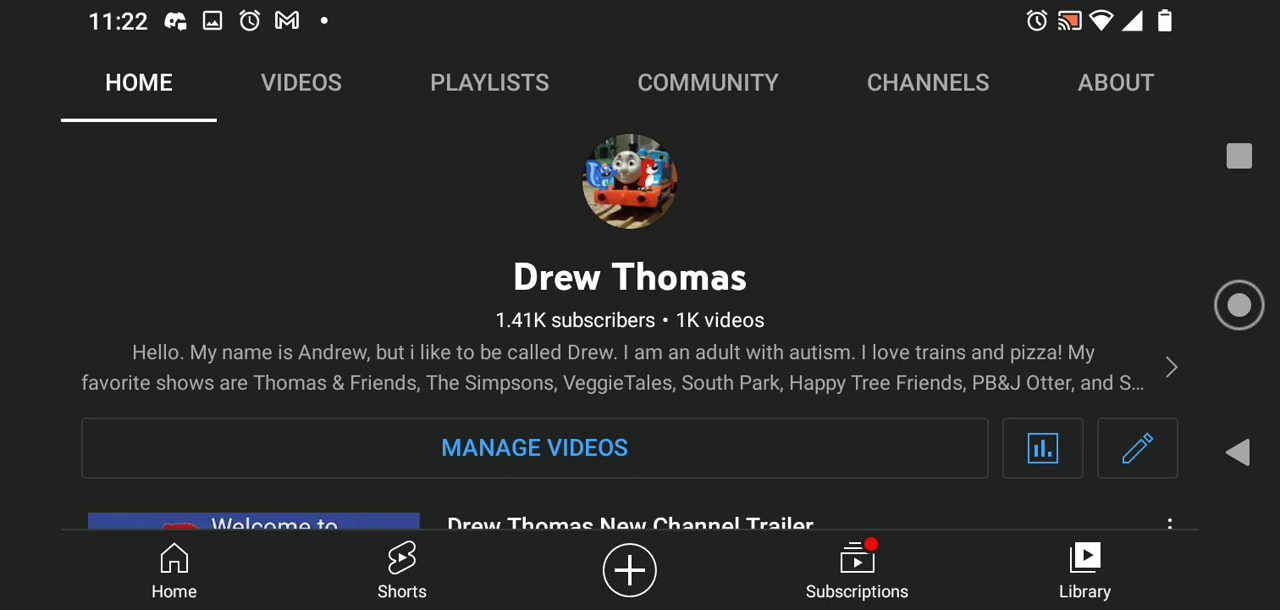 11:22
HOME VIDEOS PLAYLISTS COMMUNITY CHANNELS ABOUT
Drew Thomas
1.41K subscribers • 1K videos
Hello. My name is Andrew, but i like to be called Drew. I am an adult with autism. I love trains and pizza! My
favorite shows are Thomas & Friends, The Simpsons, VeggieTales, South Park, Happy Tree Friends, PB&J Otter, and S...
MANAGE VIDEOS
Welcome to
Drew Thomas New Channel Trailer
Home Shorts Subscriptions Library